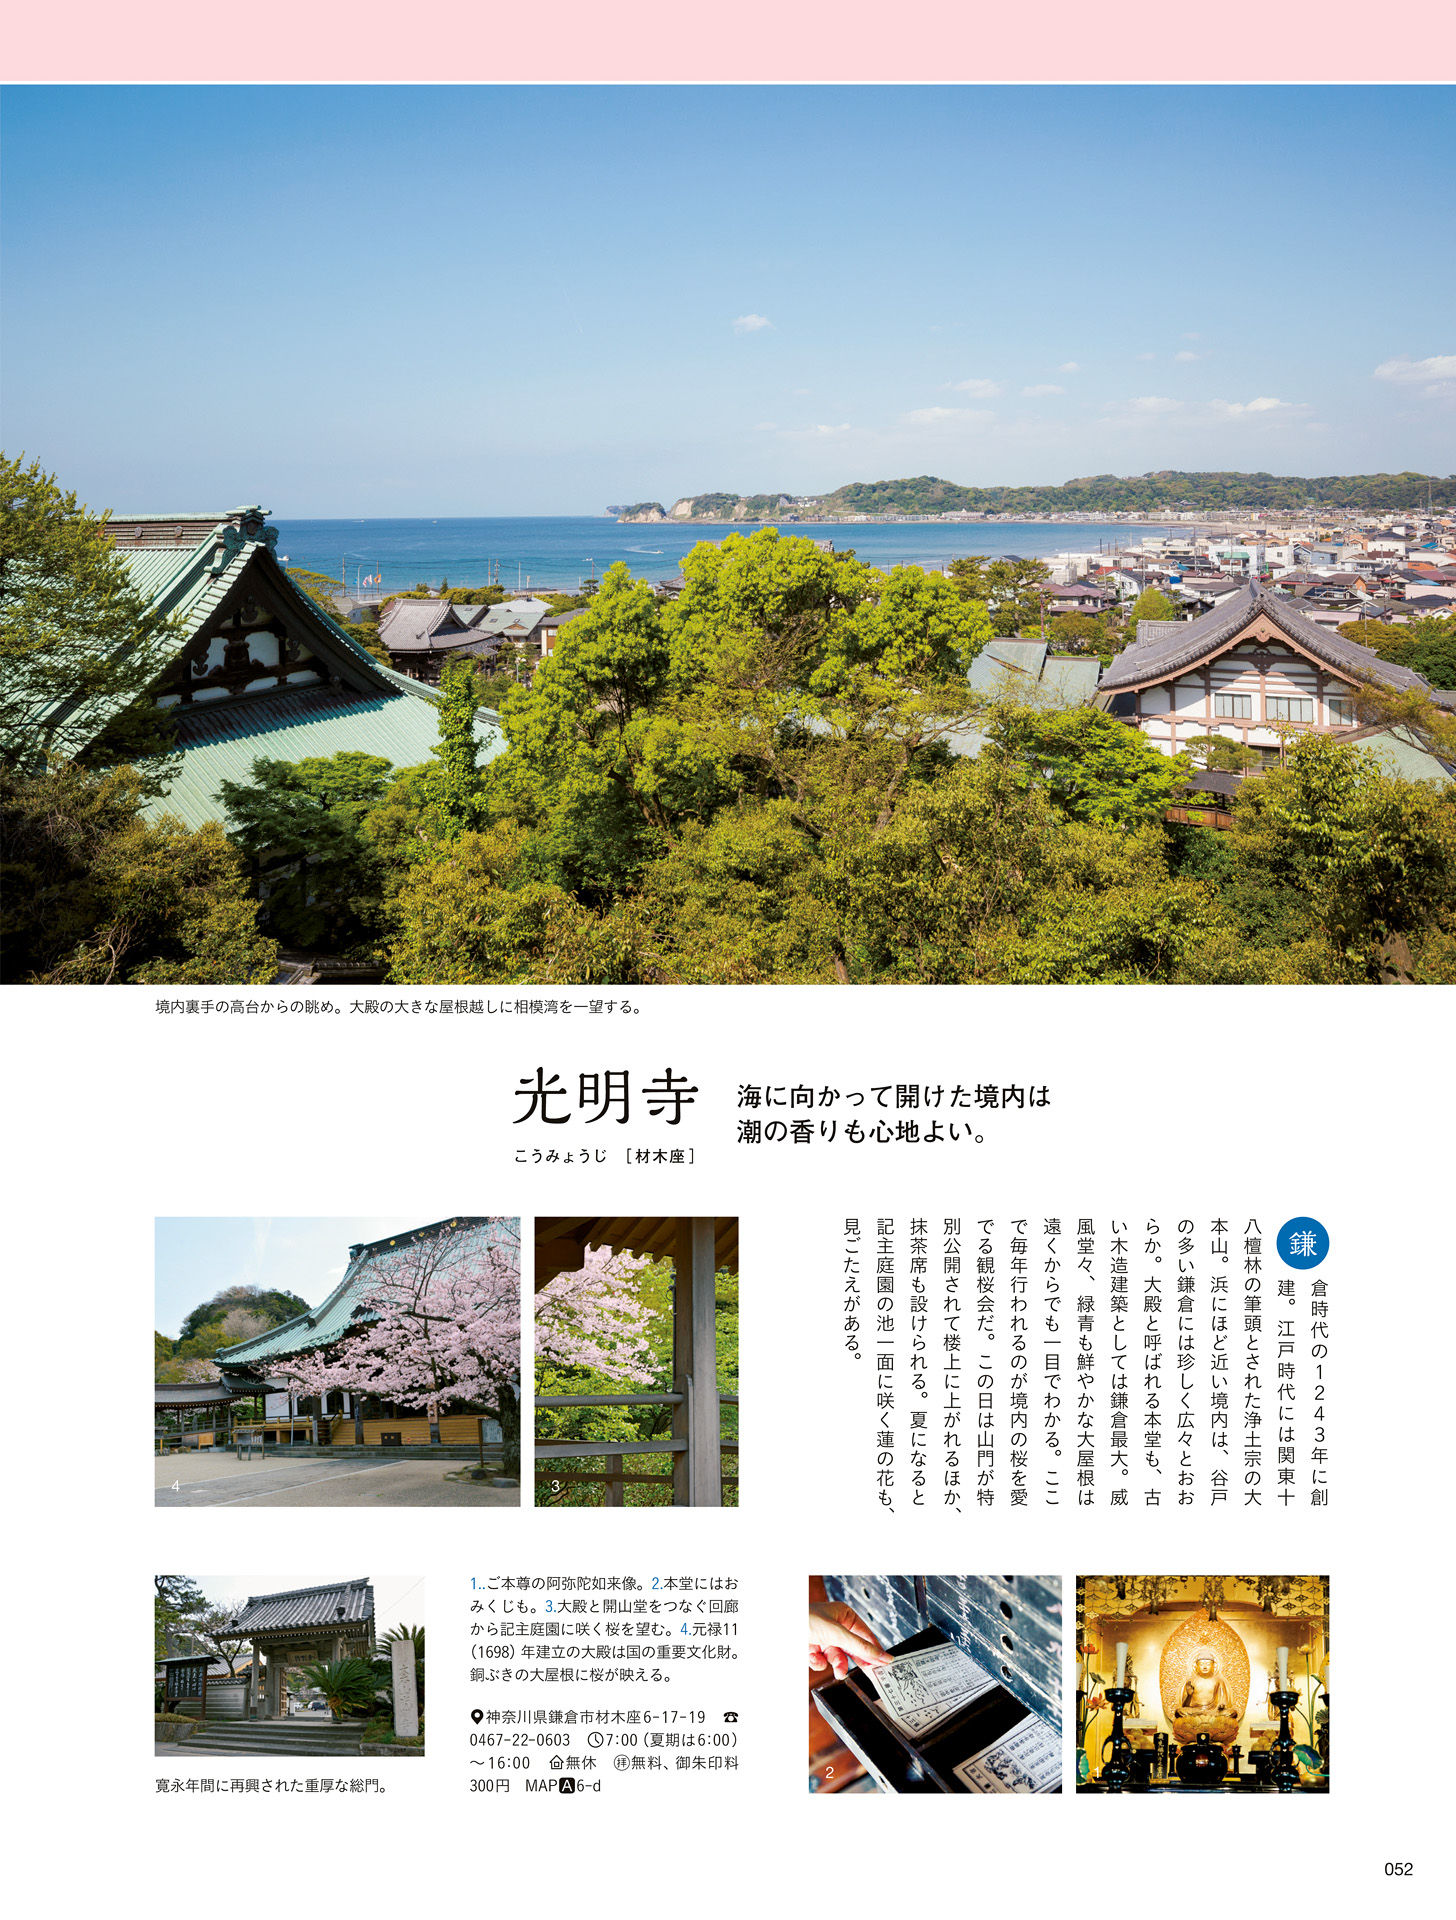 境内裏手の高台からの眺め。大殿の大きな屋根越しに相模湾を一望する。
光明寺
こうみょうじ ［材木座］
海に向かって開けた境内は
潮の香りも心地よい。
鎌倉時代の1243年に創
建。江戸時代には関東十
八檀林の筆頭とされた浄土宗の大
本山。浜にほど近い境内は、谷戸
の多い鎌倉には珍しく広々とおお
らか。大殿と呼ばれる本堂も、古
い木造建築としては鎌倉最大。威
風堂々、緑青も鮮やかな大屋根は
遠くからでも一目でわかる。ここ
で毎年行われるのが境内の桜を愛
でる観桜会だ。この日は山門が特
別公開されて楼上に上がれるほか、
抹茶席も設けられる。夏になると
記主庭園の池一面に咲く蓮の花も、
見ごたえがある。
4
3
1..ご本尊の阿弥陀如来像。2.本堂にはお
みくじも。3.大殿と開山堂をつなぐ回廊
から記主庭園に咲く桜を望む。4.元禄11
（1698）年建立の大殿は国の重要文化財。
銅ぶきの大屋根に桜が映える。
神奈川県鎌倉市材木座6-17-19 ☎
0467-22-0603 7:00（夏期は6:00）
～16:00 無休 拝無料、御朱印料
300円 MAP A 6-d
寛永年間に再興された重厚な総門。
2
1
052